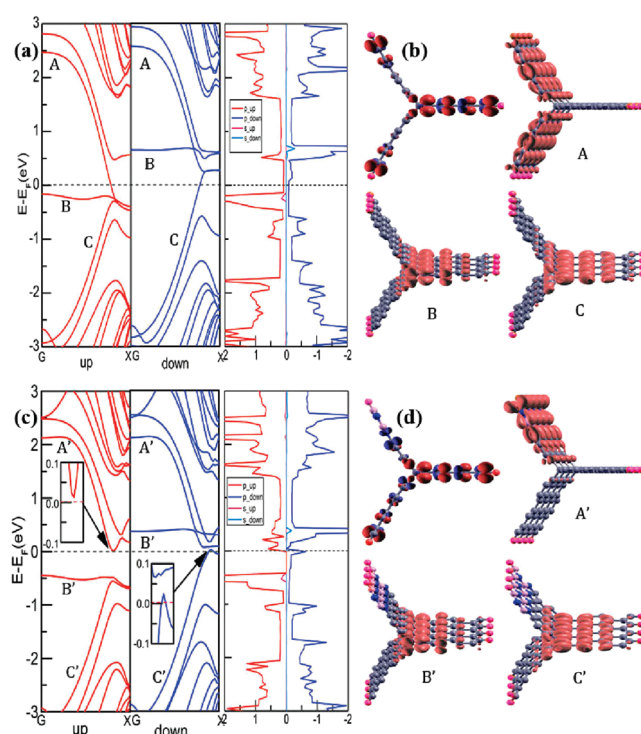 (a)
3
2
1
0
-1
-2
-3
E-E_F(eV)
A
B
C
G
up
A
B
C
XG
down
X
p_up
p_down
s_up
s_down
2
1
0
-1
-2
(b)
A
B
C
(c)
3
2
1
0
-1
-2
-3
E-E_F(eV)
A'
0.1
0.0
-0.1
B'
C'
G
up
A'
B'
0.1
0.0
-0.1
C'
XG
down
X
p_up
p_down
s_up
s_down
2
1
0
-1
-2
(d)
A'
B'
C'